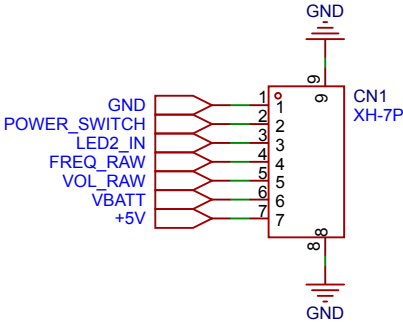 GND
9
9
CN1
XH-7P
GND 1 1
POWER_SWITCH 2 2
LED2_IN 3 3
FREQ_RAW 4 4
VOL_RAW 5 5
VBATT 6 6
+5V 7 7
8
8
GND